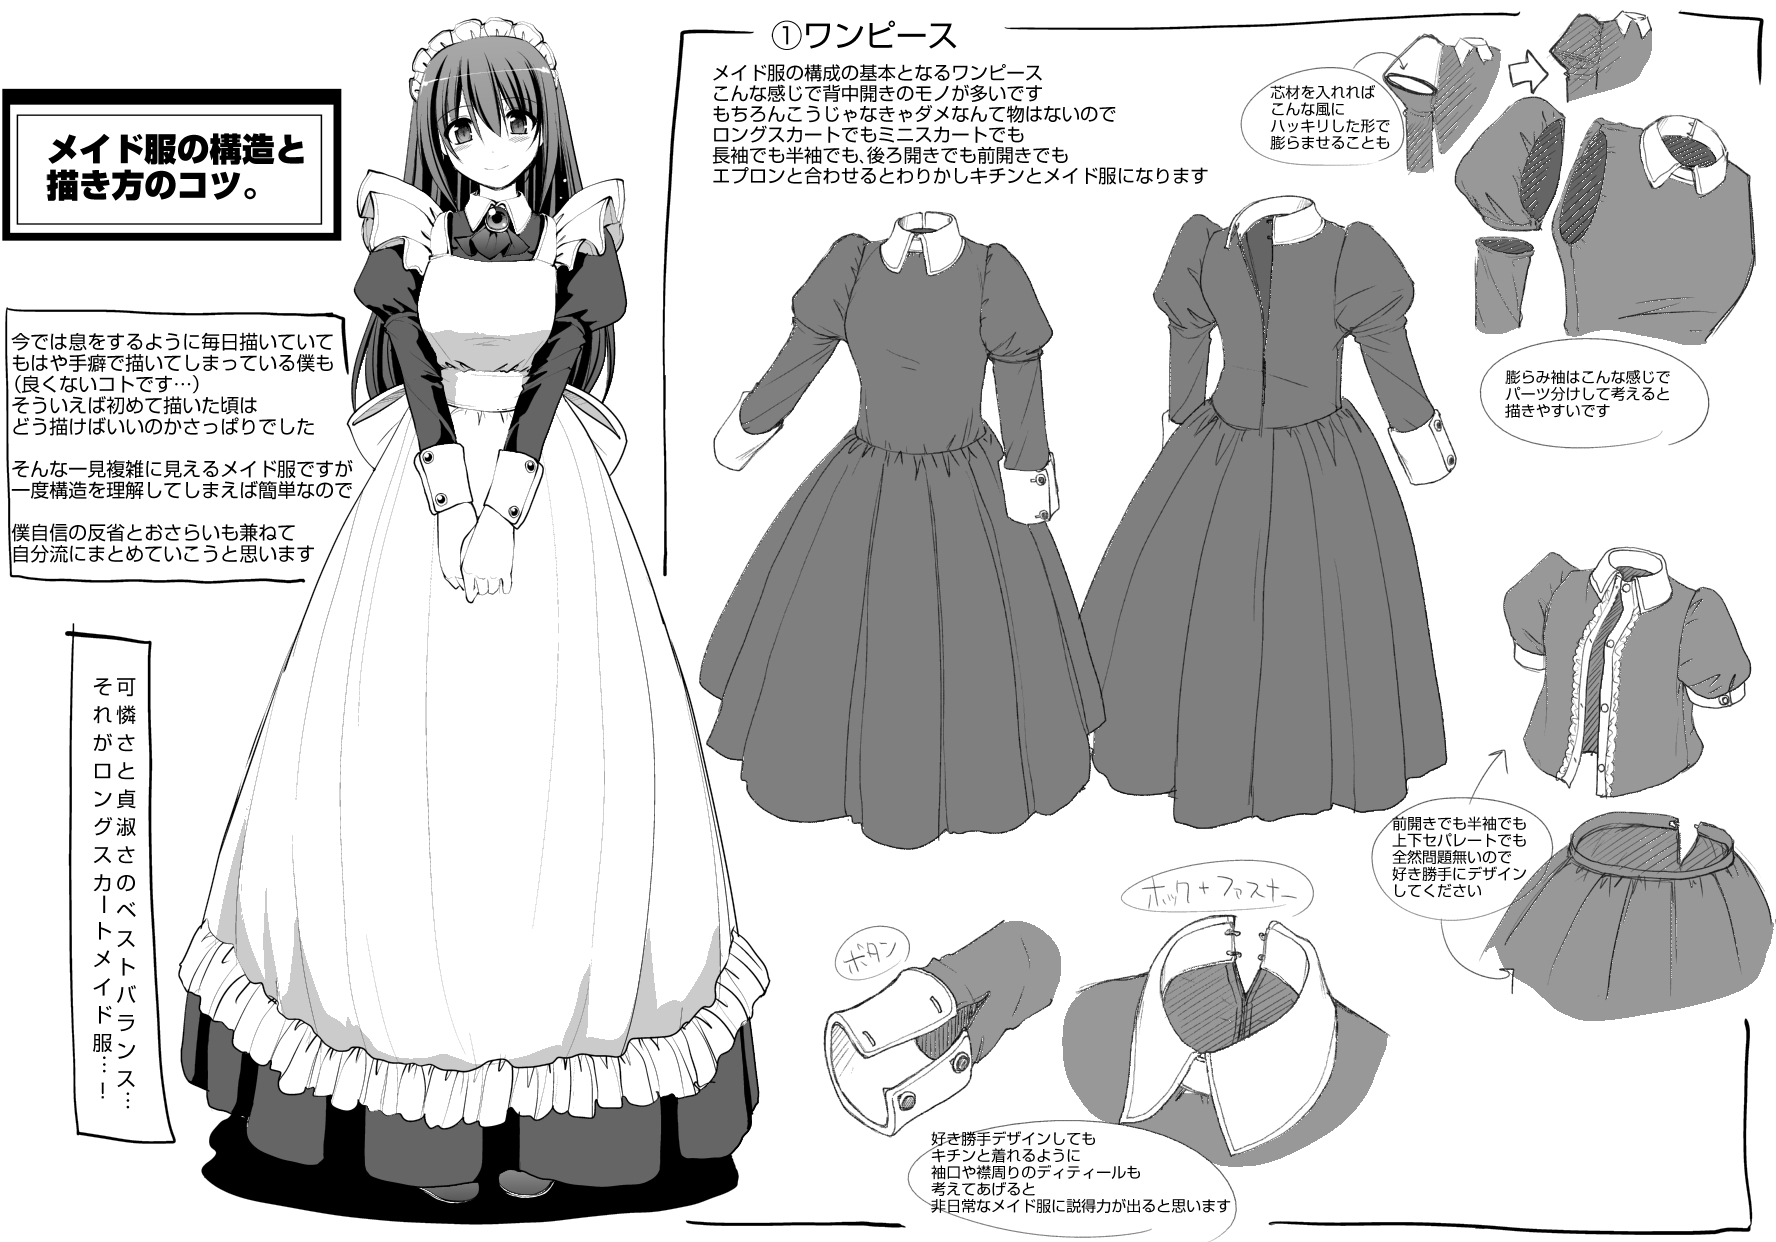 メイド服の構造と
描き方のコツ。
今では息をするように毎日描いていて
もはや手癖で描いてしまっている僕も
（良くないコトです…）
そういえば初めて描いた頃は
どう描けばいいのかさっぱりでした
そんな一見複雑に見えるメイド服ですが
一度構造を理解してしまえば簡単なので
僕自信の反省とおさらいも兼ねて
自分流にまとめていこうと思います
可憐さと貞淑さのベストバランス…
それがロングスカートメイド服…！
①ワンピース
メイド服の構成の基本となるワンピース
こんな感じで背中開きのモノが多いです
もちろんこうじゃなきゃダメなんて物はないので
ロングスカートでもミニスカートでも
長袖でも半袖でも、後ろ開きでも前開きでも
エプロンと合わせるとわりかしキチンとメイド服になります
芯材を入れれば
こんな風に
ハッキリした形で
膨らませることも
膨らみ袖はこんな感じで
パーツ分けして考えると
描きやすいです
前開きでも半袖でも
上下セパレートでも
全然問題無いので
好き勝手にデザイン
してください
ホック+ファスナー
ボタン
好き勝手デザインしても
キチンと着れるように
袖口や襟周りのディティールも
考えてあげると
非日常なメイド服に説得力が出ると思います